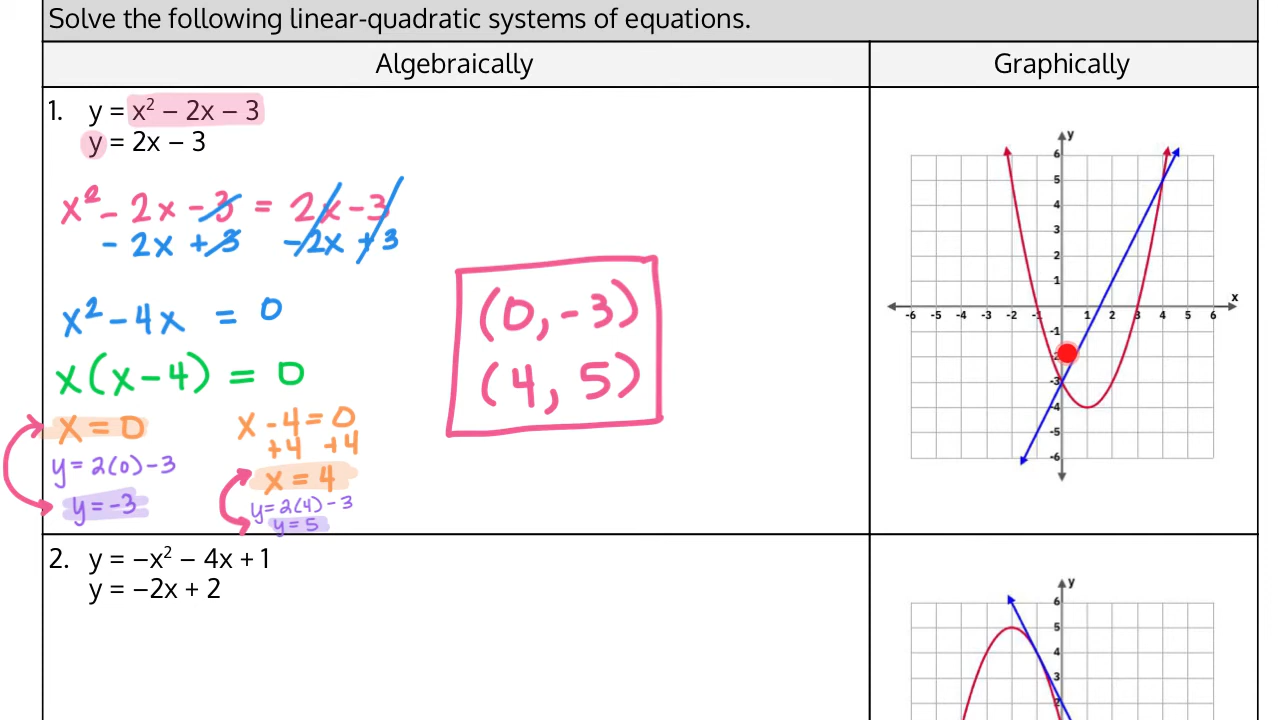 Solve the following linear-quadratic systems of equations.
Algebraically
Graphically
1. y = x² − 2x − 3
y = 2x − 3
x² - 2x - 3 = 2x - 3
- 2x + 3 - 2x + 3
x² - 4x = 0
x(x - 4) = 0
x = 0
y = 2(0) - 3
y = -3
x - 4 = 0
+4 +4
x = 4
y = 2(4) - 3
y = 5
(0, -3)
(4, 5)
y
6
5
4
3
2
1
x
-6 -5 -4 -3 -2 -1 1 2 3 4 5 6
-1
-2
-3
-4
-5
-6
2. y = −x² − 4x + 1
y = −2x + 2
y
6
5
4
3
2